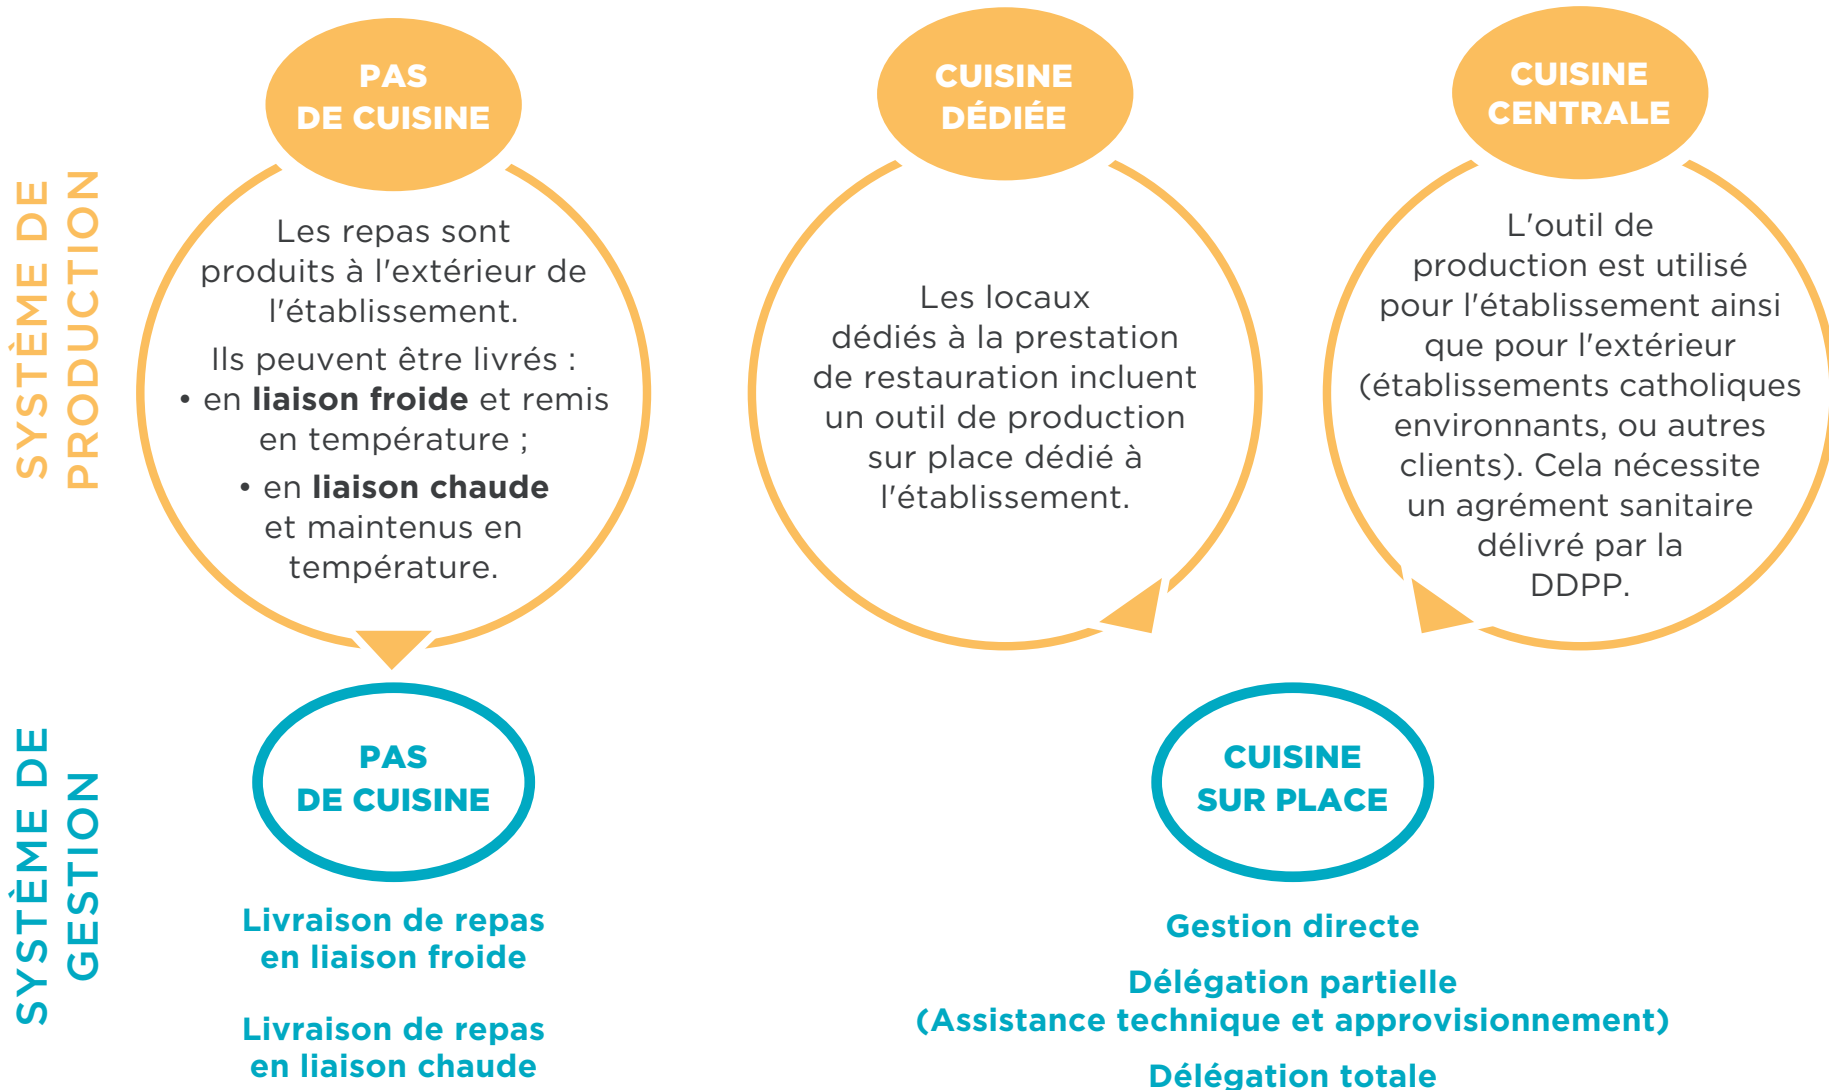 SYSTÈME DE
PRODUCTION
PAS
DE CUISINE
Les repas sont
produits à l'extérieur de
l'établissement.
Ils peuvent être livrés :
• en liaison froide et remis
en température ;
• en liaison chaude
et maintenus en
température.
CUISINE
DÉDIÉE
Les locaux
dédiés à la prestation
de restauration incluent
un outil de production
sur place dédié à
l'établissement.
CUISINE
CENTRALE
L'outil de
production est utilisé
pour l'établissement ainsi
que pour l'extérieur
(établissements catholiques
environnants, ou autres
clients). Cela nécessite
un agrément sanitaire
délivré par la
DDPP.
SYSTÈME DE
GESTION
PAS
DE CUISINE
Livraison de repas
en liaison froide
Livraison de repas
en liaison chaude
CUISINE
SUR PLACE
Gestion directe
Délégation partielle
(Assistance technique et approvisionnement)
Délégation totale